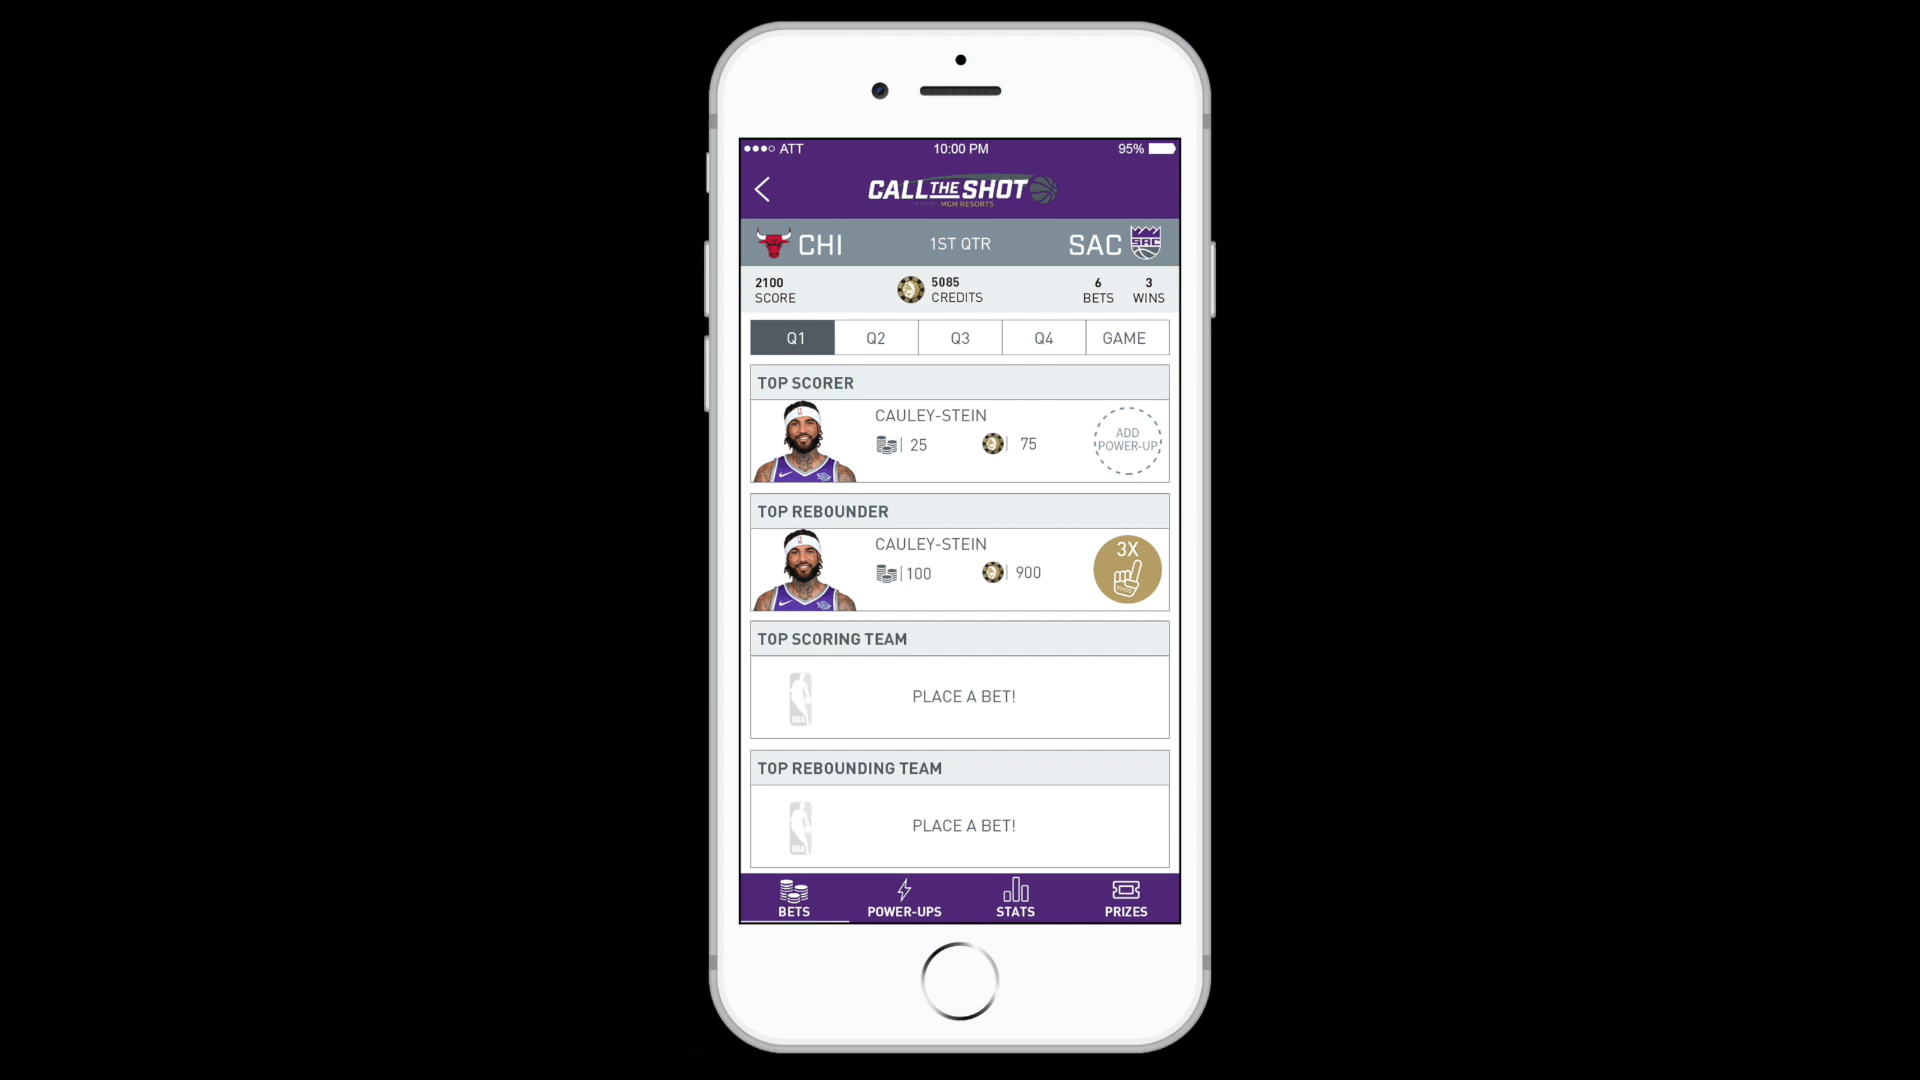 ATT 10:00 PM 95%
CALL THE SHOT
MGM RESORTS
CHI 1ST QTR SAC SAC
2100 5085 6 3
SCORE CREDITS BETS WINS
Q1 Q2 Q3 Q4 GAME
TOP SCORER
CAULEY-STEIN
25 75
ADD
POWER-UP
TOP REBOUNDER
CAULEY-STEIN
100 900
3X
TOP SCORING TEAM
NBA
PLACE A BET!
TOP REBOUNDING TEAM
NBA
PLACE A BET!
BETS POWER-UPS STATS PRIZES